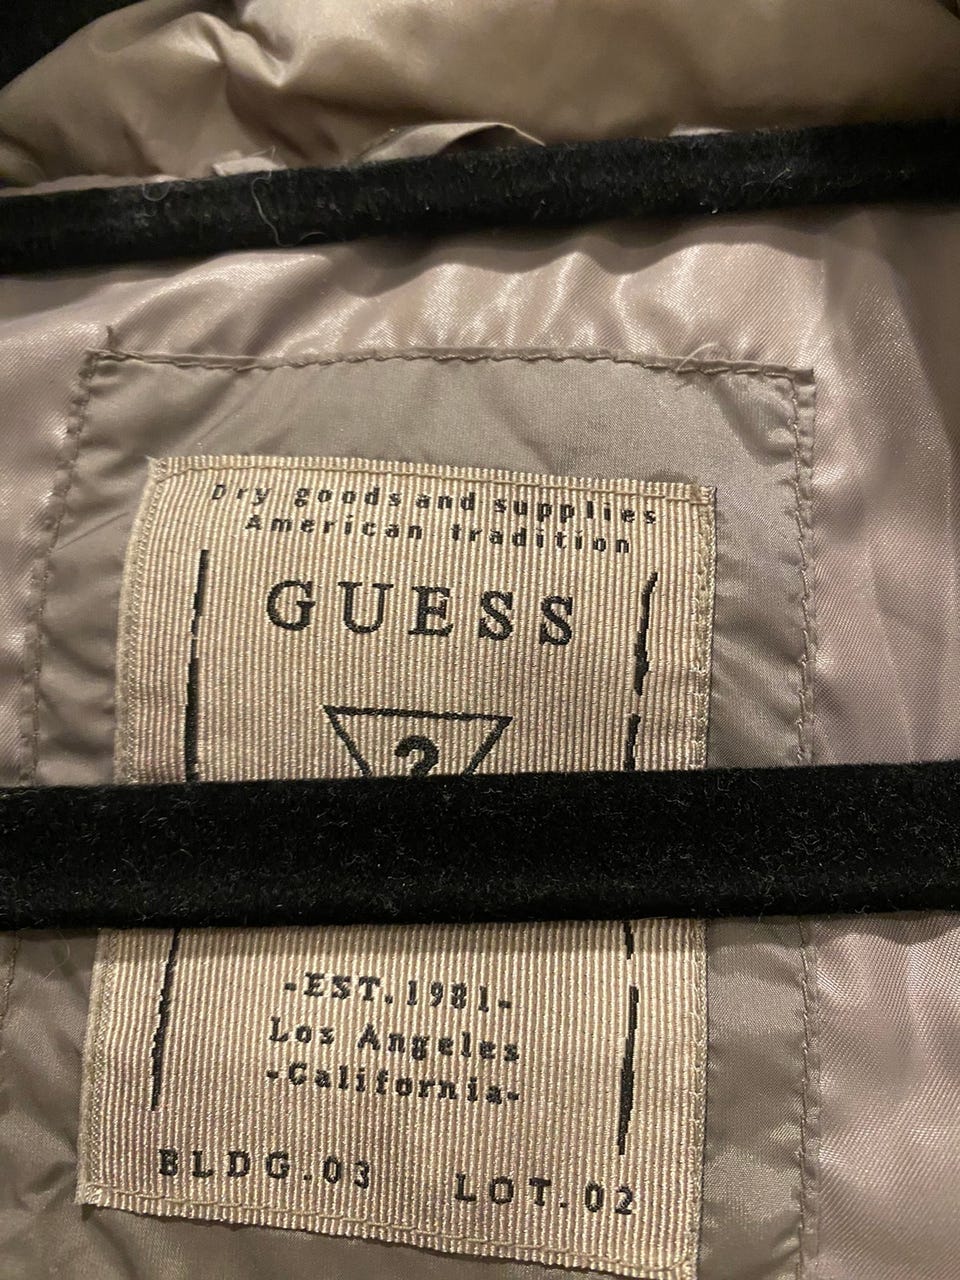 Dry goods and supplies
American tradition
GUESS
?
-EST.1981-
Los Angeles
-California-
BLDG.03 LOT.02